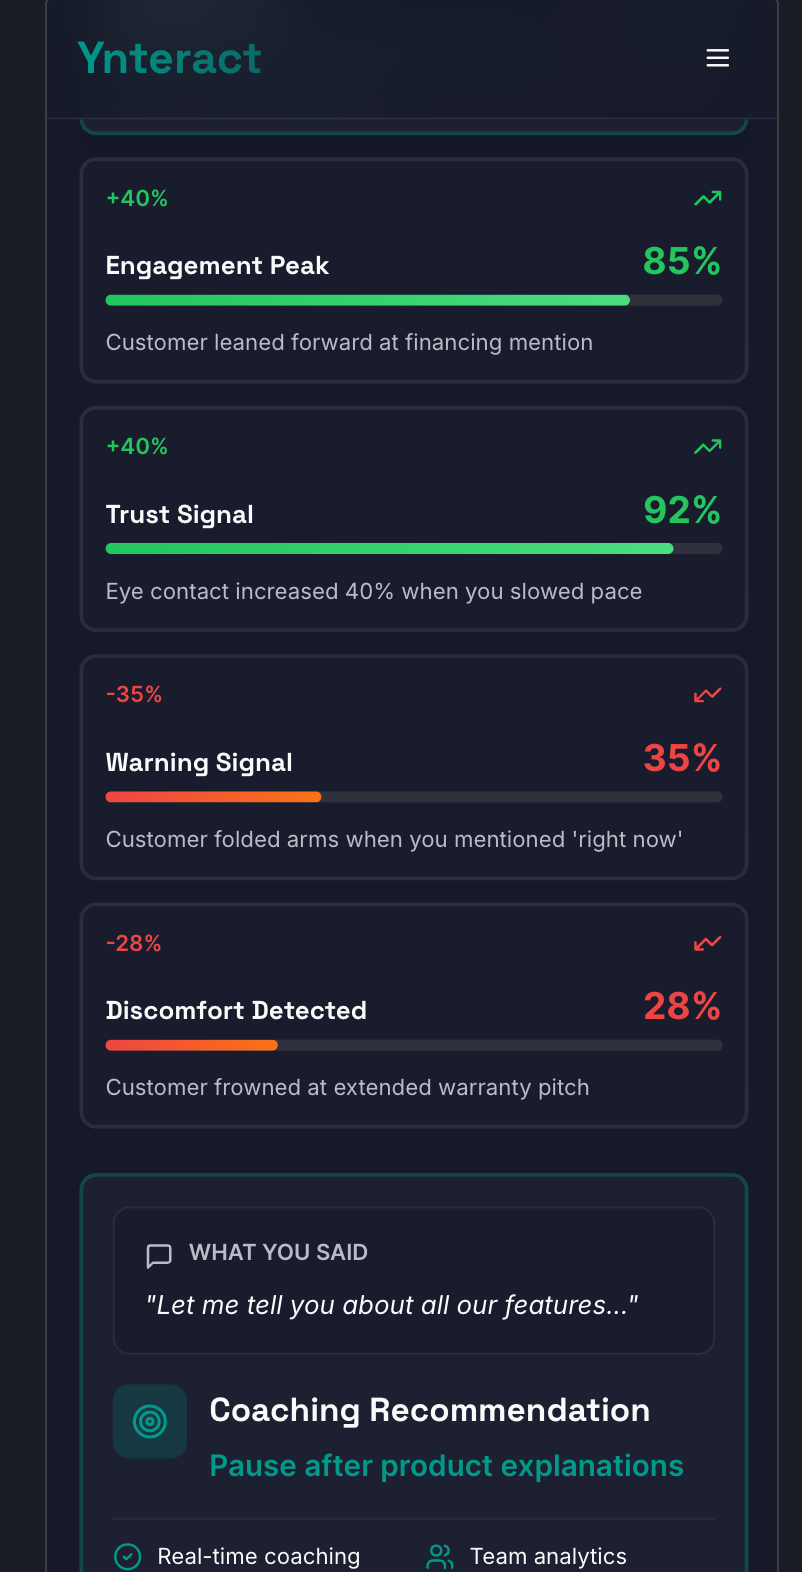 Ynteract
+40%
Engagement Peak 85%
Customer leaned forward at financing mention
+40%
Trust Signal 92%
Eye contact increased 40% when you slowed pace
-35%
Warning Signal 35%
Customer folded arms when you mentioned 'right now'
-28%
Discomfort Detected 28%
Customer frowned at extended warranty pitch
WHAT YOU SAID
"Let me tell you about all our features..."
Coaching Recommendation
Pause after product explanations
Real-time coaching Team analytics